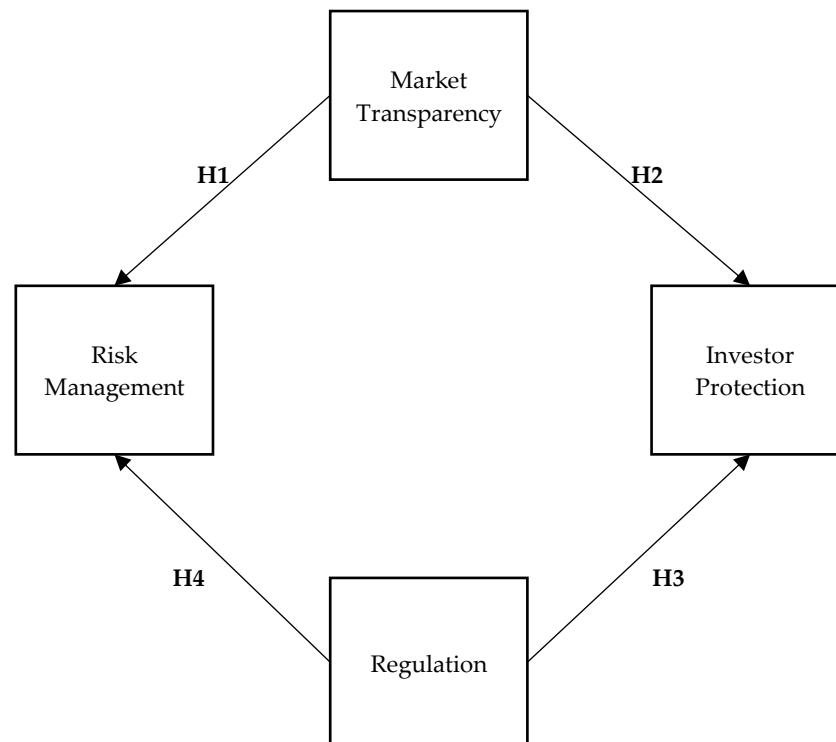 Market
Transparency
H1
H2
Risk
Management
Investor
Protection
H4
H3
Regulation